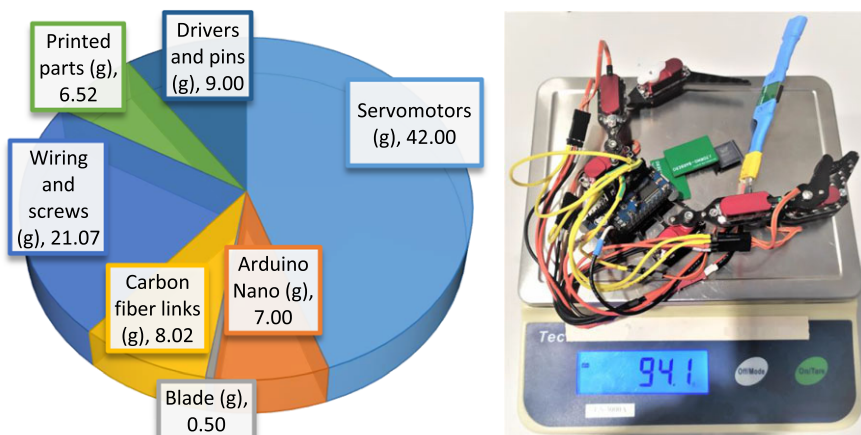 Printed
parts (g),
6.52
Drivers
and pins
(g), 9.00
Servomotors
(g), 42.00
Wiring
and
screws
(g), 21.07
Carbon
fiber links
(g), 8.02
Arduino
Nano (g),
7.00
Blade (g),
0.50
Tec
94.1
Off/Mode
On/Tare